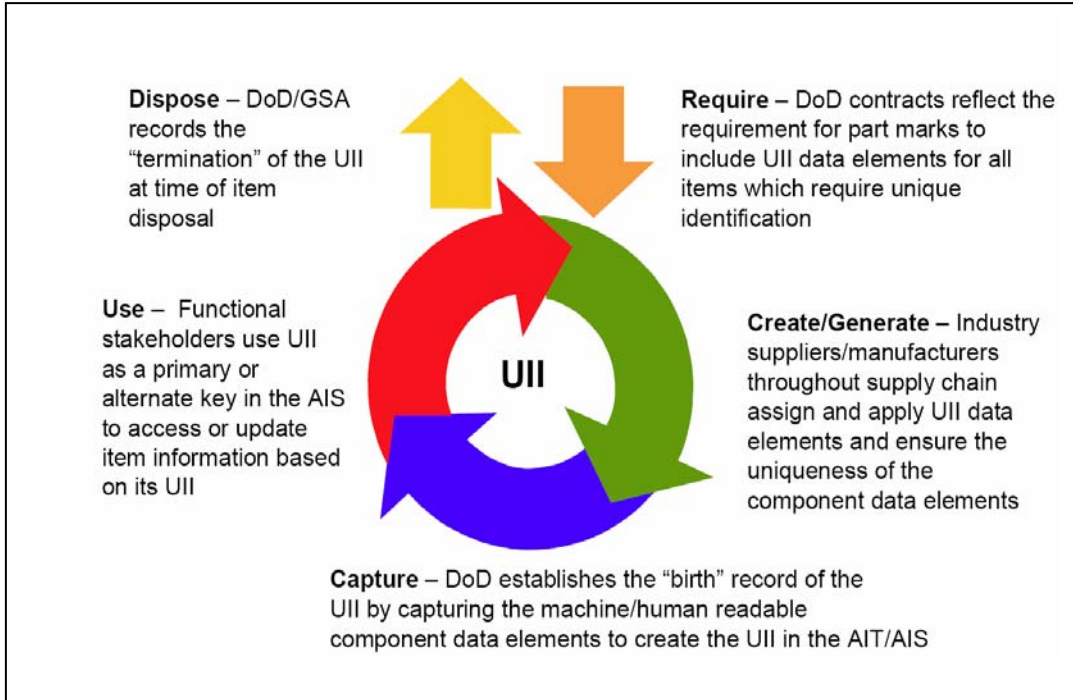 Dispose – DoD/GSA
records the
“termination” of the UII
at time of item
disposal
Require – DoD contracts reflect the
requirement for part marks to
include UII data elements for all
items which require unique
identification
Use –  Functional
stakeholders use UII
as a primary or
alternate key in the AIS
to access or update
item information based
on its UII
UII
Create/Generate – Industry
suppliers/manufacturers
throughout supply chain
assign and apply UII data
elements and ensure the
uniqueness of the
component data elements
Capture – DoD establishes the “birth” record of the
UII by capturing the machine/human readable
component data elements to create the UII in the AIT/AIS